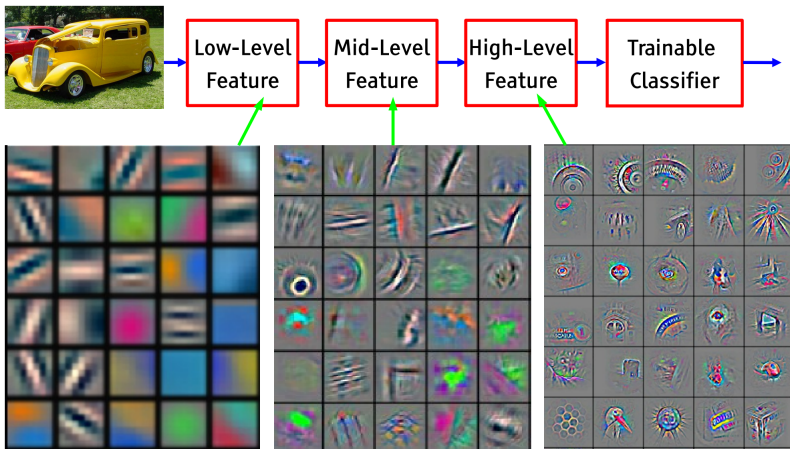 Low-Level
Feature
Mid-Level
Feature
High-Level
Feature
Trainable
Classifier